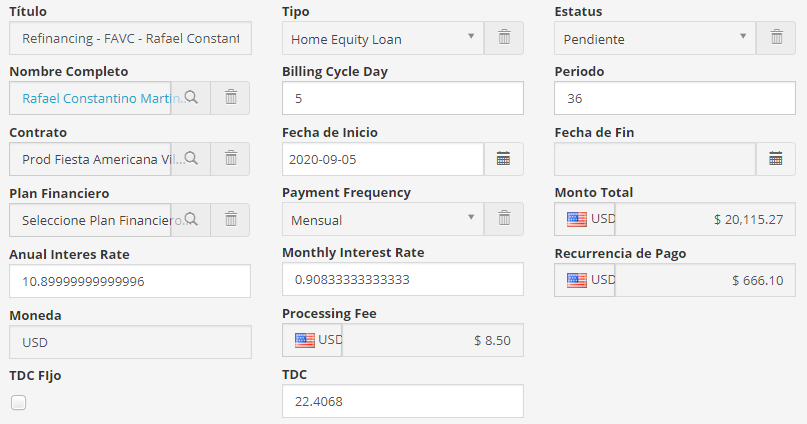 Título
Tipo
Estatus
Refinancing - FAVC - Rafael Constant
Home Equity Loan
Pendiente
Nombre Completo
Billing Cycle Day
Periodo
Rafael Constantino Martin...
5
36
Contrato
Fecha de Inicio
Fecha de Fin
Prod Fiesta Americana Vil...
2020-09-05
Plan Financiero
Payment Frequency
Monto Total
Seleccione Plan Financiero...
Mensual
USD
$ 20,115.27
Anual Interes Rate
Monthly Interest Rate
Recurrencia de Pago
10.89999999999996
0.90833333333333
USD
$ 666.10
Moneda
Processing Fee
USD
USD
$ 8.50
TDC FIjo
TDC
22.4068